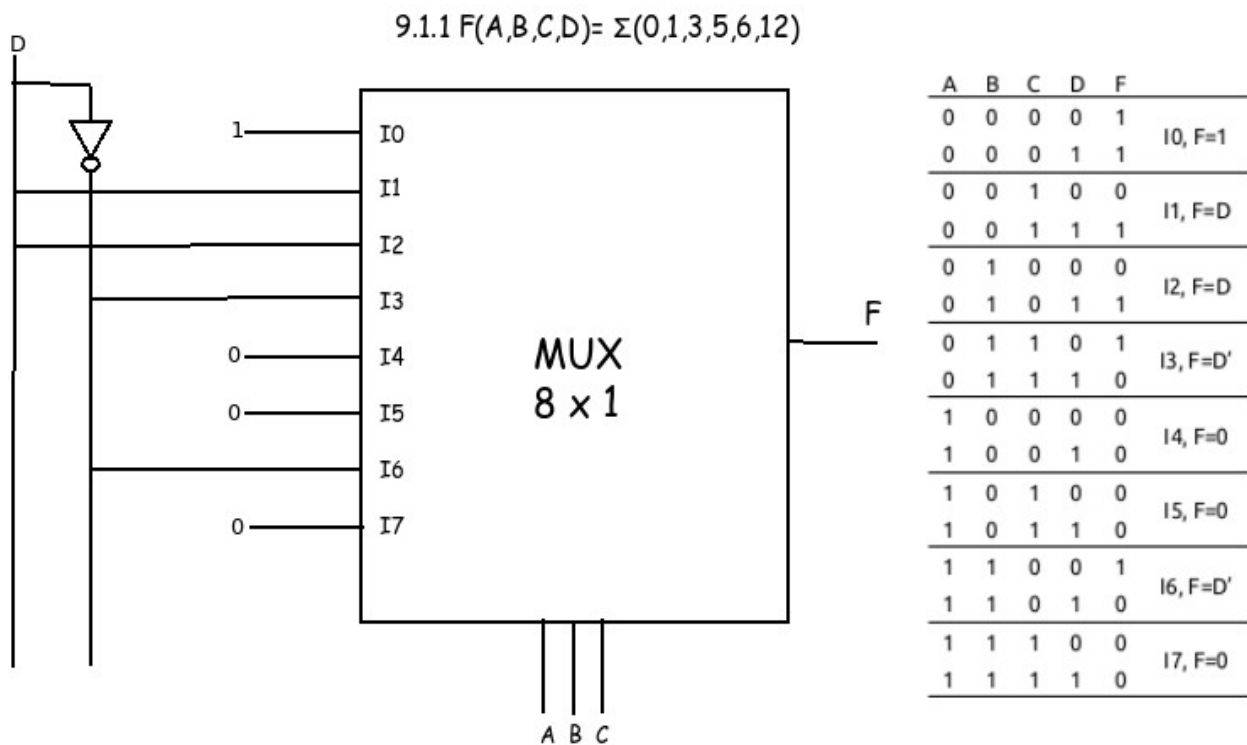 9.1.1 F(A,B,C,D)= Σ(0,1,3,5,6,12)
D
1
I0
I1
I2
I3
0
I4
0
I5
I6
0
I7
MUX
8 x 1
F
A B C
A B C D F
0 0 0 0 1
I0, F=1
0 0 0 1 1
0 0 1 0 0
I1, F=D
0 0 1 1 1
0 1 0 0 0
I2, F=D
0 1 0 1 1
0 1 1 0 1
I3, F=D'
0 1 1 1 0
1 0 0 0 0
I4, F=0
1 0 0 1 0
1 0 1 0 0
I5, F=0
1 0 1 1 0
1 1 0 0 1
I6, F=D'
1 1 0 1 0
1 1 1 0 0
I7, F=0
1 1 1 1 0